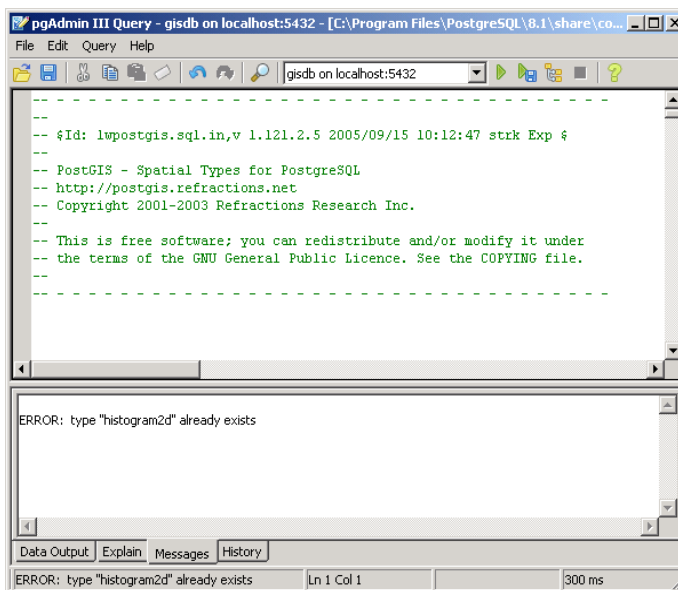 pgAdmin III Query - gisdb on localhost:5432 - [C:\Program Files\PostgreSQL\8.1\share\co...
File Edit Query Help
gisdb on localhost:5432
-- - - - - - - - - - - - - - - - - - - - - - - - - - - - - - - - - - -
--
-- $Id: lwpostgis.sql.in,v 1.121.2.5 2005/09/15 10:12:47 strk Exp $
--
-- PostGIS - Spatial Types for PostgreSQL
-- http://postgis.refractions.net
-- Copyright 2001-2003 Refractions Research Inc.
--
-- This is free software; you can redistribute and/or modify it under
-- the terms of the GNU General Public Licence. See the COPYING file.
--
-- - - - - - - - - - - - - - - - - - - - - - - - - - - - - - - - - - -
ERROR: type "histogram2d" already exists
Data Output Explain Messages History
ERROR: type "histogram2d" already exists Ln 1 Col 1 300 ms